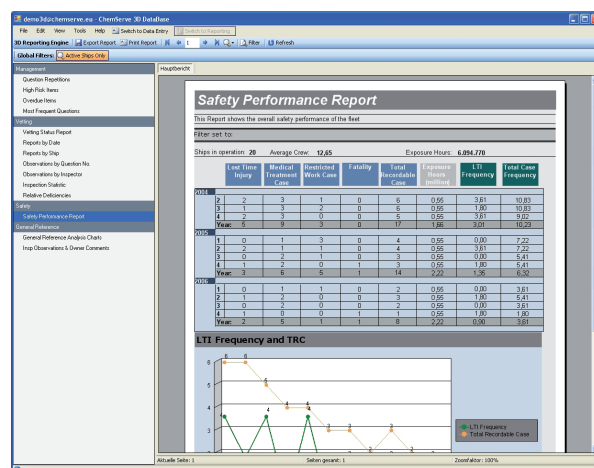 demo3d@chemserve.eu - ChemServe 3D DataBase
File Edit View Tools Help Switch to Data Entry Switch to Reporting
3D Reporting Engine Export Report Print Report 1 Filter Refresh
Global Filters: Active Ships Only
Management
Question Repetitions
High Risk Items
Overdue Items
Most Frequent Questions
Vetting
Vetting Status Report
Reports by Date
Reports by Ship
Observations by Question No.
Observations by Inspector
Inspection Statistic
Relative Deficiencies
Safety
Safety Performance Report
General Reference
General Reference Analysis Charts
Insp Observations & Owner Comments
Hauptbericht
Safety Performance Report
This Report shows the overall safety performance of the fleet
Filter set to:
Ships in operation: 20 Average Crew: 12,65 Exposure Hours: 6.094.770
Lost Time Injury Medical Treatment Case Restricted Work Case Fatality Total Recordable Case Exposure Hours (million) LTI Frequency Total Case Frequency
2004
2 2 3 1 0 6 0,55 3,61 10,83
3 1 3 2 0 6 0,55 1,80 10,83
4 2 3 0 0 5 0,55 3,61 9,02
Year: 5 9 3 0 17 1,66 3,01 10,23
2005
1 0 1 3 0 4 0,55 0,00 7,22
2 2 1 1 0 4 0,55 3,61 7,22
3 0 2 1 0 3 0,55 0,00 5,41
4 1 2 0 1 3 0,55 1,80 5,41
Year: 3 6 5 1 14 2,22 1,35 6,32
2006
1 0 1 1 0 2 0,55 0,00 3,61
2 1 2 0 0 3 0,55 1,80 5,41
3 0 2 0 0 2 0,55 0,00 3,61
4 1 0 0 1 1 0,55 1,80 1,80
Year: 2 5 1 1 8 2,22 0,90 3,61
LTI Frequency and TRC
6 6 6
5 5
4 4 4 4 4 4
3 3 3 3
2 2 2 2
LTI Frequency
Total Recordable Case
Aktuelle Seite: 1 Seiten gesamt: 1 Zoomfaktor: 100%